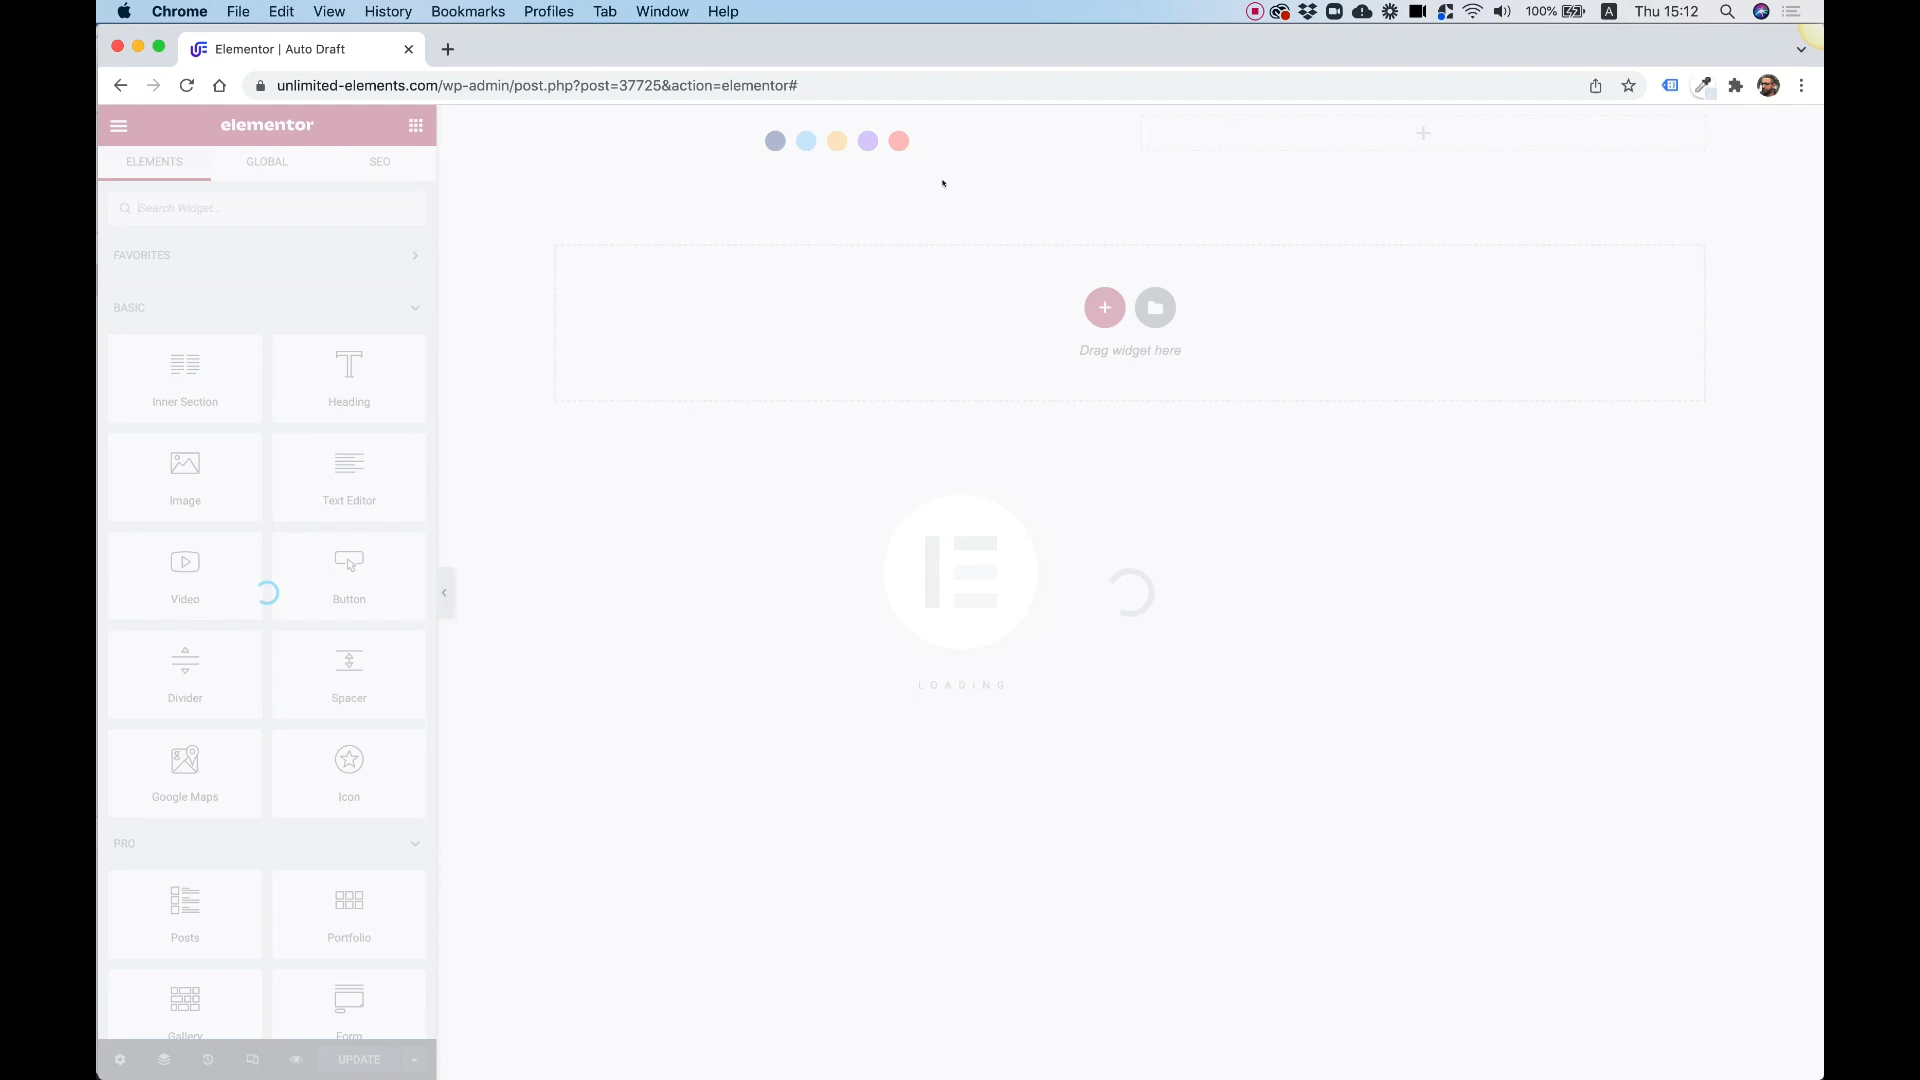 Chrome File Edit View History Bookmarks Profiles Tab Window Help 100% A Thu 15:12
Elementor | Auto Draft
unlimited-elements.com/wp-admin/post.php?post=37725&action=elementor#
elementor
ELEMENTS GLOBAL SEO
Search Widget...
FAVORITES
BASIC
Inner Section Heading
Drag widget here
Image Text Editor
Video Button
LOADING
Divider Spacer
Google Maps Icon
PRO
Posts Portfolio
Gallery Form
UPDATE